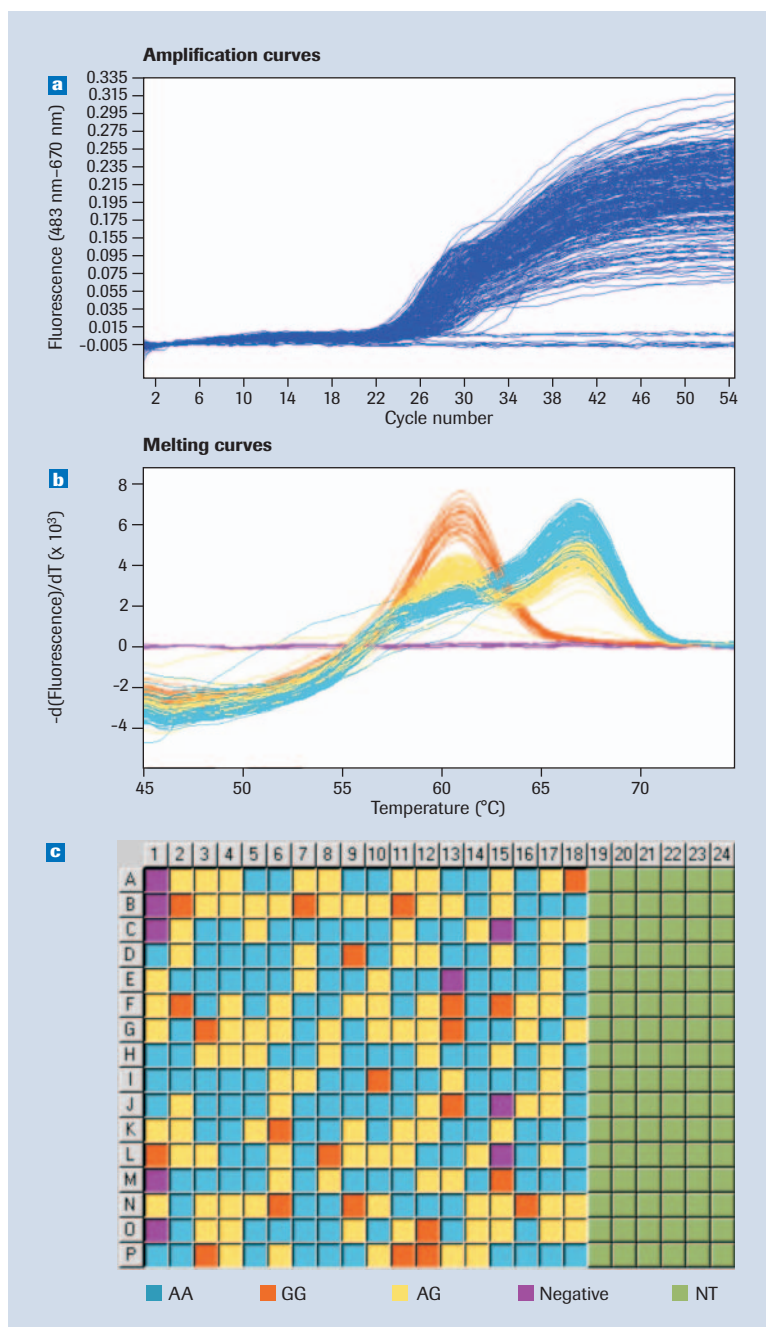 Amplification curves
a
Fluorescence (483 nm–670 nm)
0.335
0.315
0.295
0.275
0.255
0.235
0.215
0.195
0.175
0.155
0.095
0.075
0.055
0.035
0.015
-0.005
2 6 10 14 18 22 26 30 34 38 42 46 50 54
Cycle number
Melting curves
b
-d(Fluorescence)/dT (x 10³)
8
6
4
2
0
-2
-4
45 50 55 60 65 70
Temperature (°C)
c
1 2 3 4 5 6 7 8 9 10 11 12 13 14 15 16 17 18 19 20 21 22 23 24
A
B
C
D
E
F
G
H
I
J
K
L
M
N
O
P
AA GG AG Negative NT